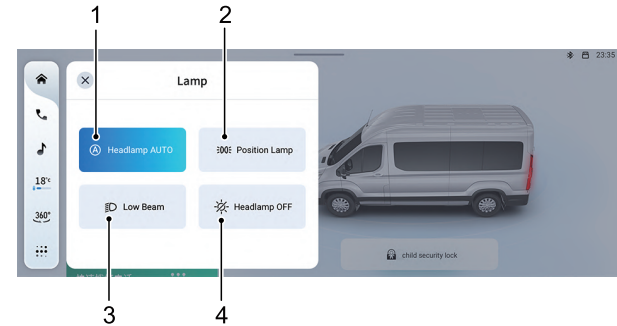 1
2
23:35
Lamp
Headlamp AUTO
Position Lamp
18°c
Low Beam
Headlamp OFF
360°
child security lock
3
4